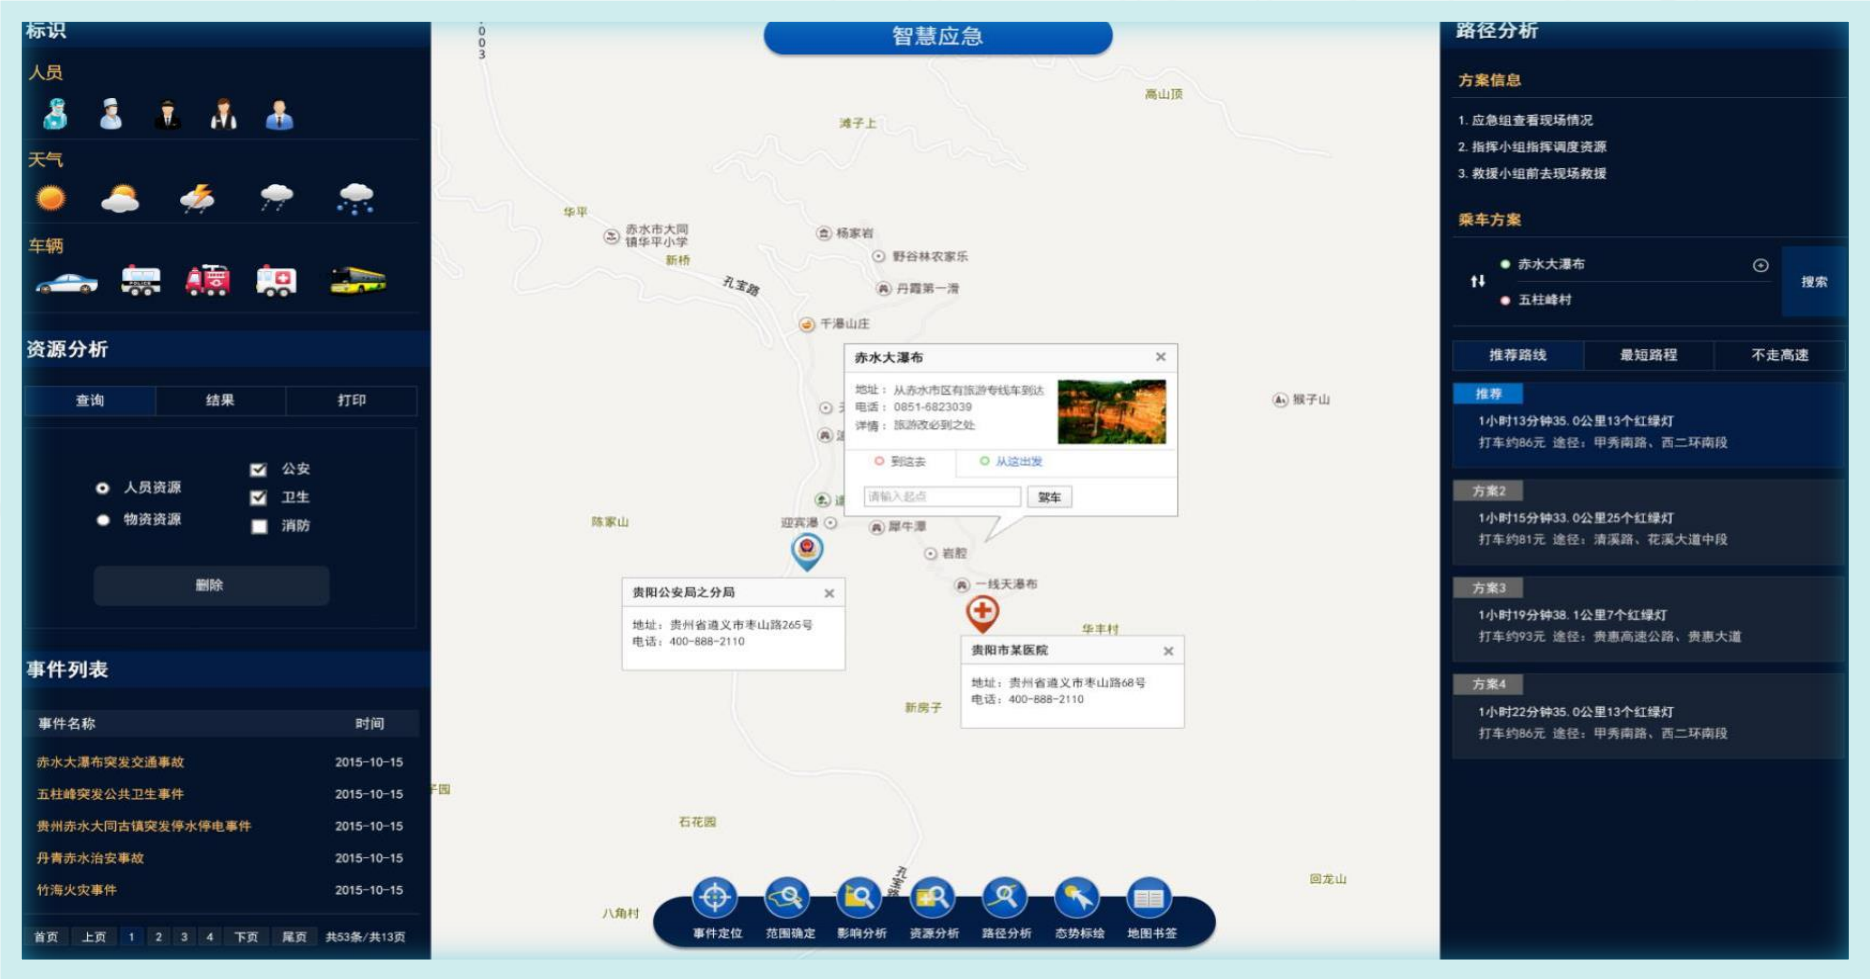 标识
人员
天气
车辆
资源分析
查询 结果 打印
人员资源
物资资源
公安
卫生
消防
删除
事件列表
事件名称 时间
赤水大瀑布突发交通事故 2015-10-15
五柱峰突发公共卫生事件 2015-10-15
贵州赤水大同古镇突发停水停电事件 2015-10-15
丹青赤水治安事故 2015-10-15
竹海火灾事件 2015-10-15
首页 上页 1 2 3 4 下页 尾页 共53条/共13页
智慧应急
003
高山顶
滩子上
华平
赤水市大同
镇华平小学
新桥
孔宝路
杨家岩
野谷林农家乐
丹霞第一滑
千瀑山庄
猴子山
赤水大瀑布
地址: 从赤水市区有旅游专线车到达
电话: 0851-6823039
详情: 旅游改必到之处
到这去 从这出发
请输入起点 驾车
陈家山
迎宾瀑
犀牛潭
岩腔
一线天瀑布
华丰村
贵阳公安局之分局
地址: 贵州省遵义市枣山路265号
电话: 400-888-2110
贵阳市某医院
地址: 贵州省遵义市枣山路68号
电话: 400-888-2110
新房子
子园
石花园
八角村
回龙山
事件定位 范围确定 影响分析 资源分析 路径分析 态势标绘 地图书签
路径分析
方案信息
1. 应急组查看现场情况
2. 指挥小组指挥调度资源
3. 救援小组前去现场救援
乘车方案
赤水大瀑布
五柱峰村
搜索
推荐路线 最短路程 不走高速
推荐
1小时13分钟35.0公里13个红绿灯
打车约86元 途径: 甲秀南路、西二环南段
方案2
1小时15分钟33.0公里25个红绿灯
打车约81元 途径: 清溪路、花溪大道中段
方案3
1小时19分钟38.1公里7个红绿灯
打车约93元 途径: 贵惠高速公路、贵惠大道
方案4
1小时22分钟35.0公里13个红绿灯
打车约86元 途径: 甲秀南路、西二环南段